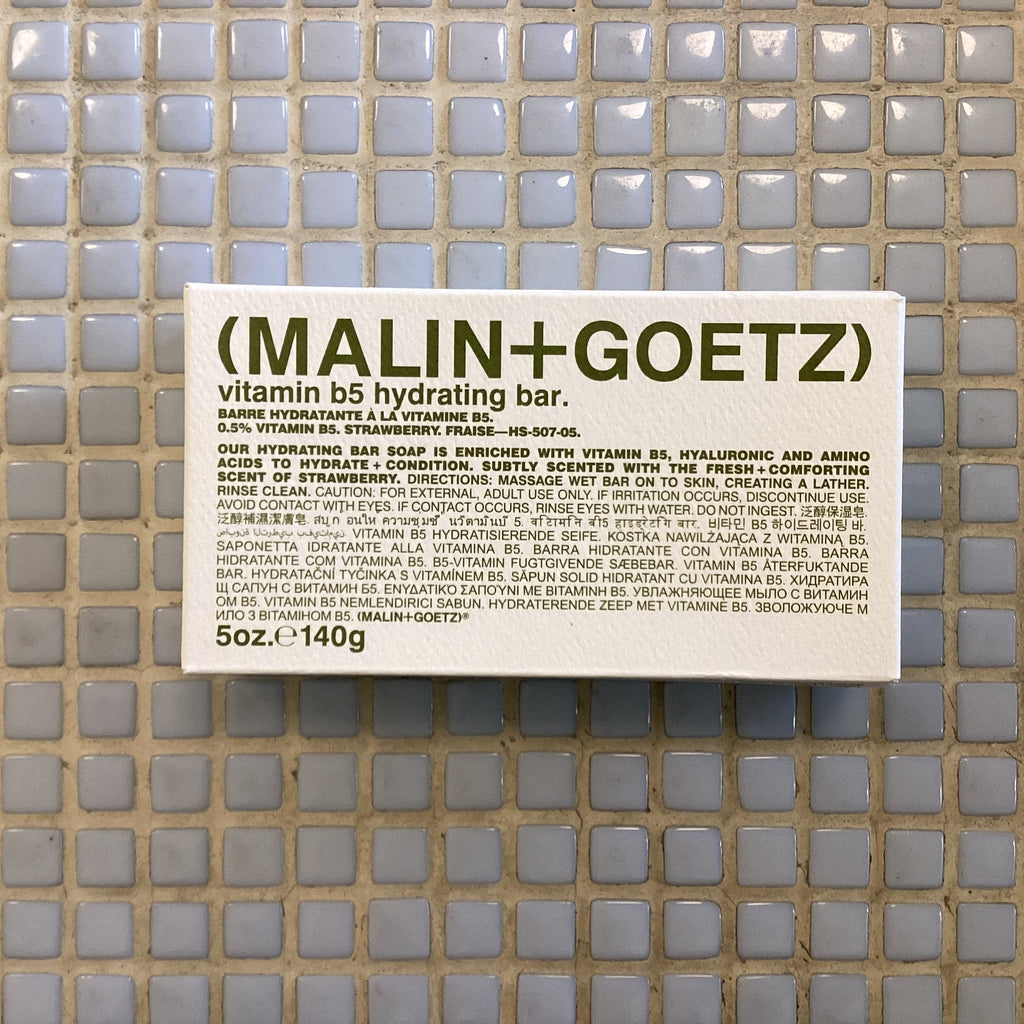 (MALIN+GOETZ)
vitamin b5 hydrating bar.
BARRE HYDRATANTE À LA VITAMINE B5.
0.5% VITAMIN B5. STRAWBERRY. FRAISE—HS-507-05.
OUR HYDRATING BAR SOAP IS ENRICHED WITH VITAMIN B5, HYALURONIC AND AMINO
ACIDS TO HYDRATE + CONDITION. SUBTLY SCENTED WITH THE FRESH + COMFORTING
SCENT OF STRAWBERRY. DIRECTIONS: MASSAGE WET BAR ON TO SKIN, CREATING A LATHER.
RINSE CLEAN. CAUTION: FOR EXTERNAL, ADULT USE ONLY. IF IRRITATION OCCURS, DISCONTINUE USE.
AVOID CONTACT WITH EYES. IF CONTACT OCCURS, RINSE EYES WITH WATER. DO NOT INGEST. 泛醇保湿皂.
泛醇補濕潔膚皂. 비타민 B5 하이드레이팅 바.
VITAMIN B5 HYDRATISIERENDE SEIFE. KOSTKA NAWILŻAJĄCA Z WITAMINĄ B5.
SAPONETTA IDRATANTE ALLA VITAMINA B5. BARRA HIDRATANTE CON VITAMINA B5. BARRA
HIDRATANTE COM VITAMINA B5. B5-VITAMIN FUGTGIVENDE SÆBEBAR. VITAMIN B5 ÅTERFUKTANDE
BAR. HYDRATAČNÍ TYČINKA S VITAMÍNEM B5. SĂPUN SOLID HIDRATANT CU VITAMINA B5. ХИДРАТИРА
Щ САПУН С ВИТАМИН Б5. ΕΝΥΔΑΤΙΚΌ ΣΑΠΟΎΝΙ ΜΕ ΒΙΤΑΜΊΝΗ Β5. УВЛАЖНЯЮЩЕЕ МЫЛО С ВИТАМИН
ОМ B5. VITAMIN B5 NEMLENDIRICI SABUN. HYDRATERENDE ZEEP MET VITAMINE B5. ЗВОЛОЖУЮЧЕ М
ИЛО З ВІТАМІНОМ B5. (MALIN+GOETZ)®
5oz.℮140g